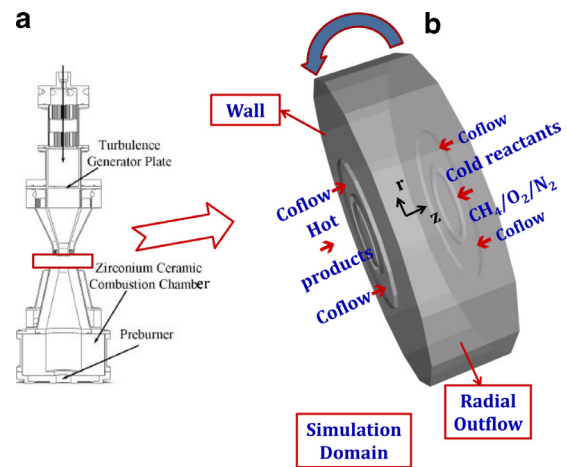 a
Turbulence
Generator Plate
Zirconium Ceramic
Combustion Chamber
Preburner
b
Wall
Coflow
Hot
products
Coflow
r
z
Coflow
Cold reactants
CH₄/O₂/N₂
Coflow
Radial
Outflow
Simulation
Domain